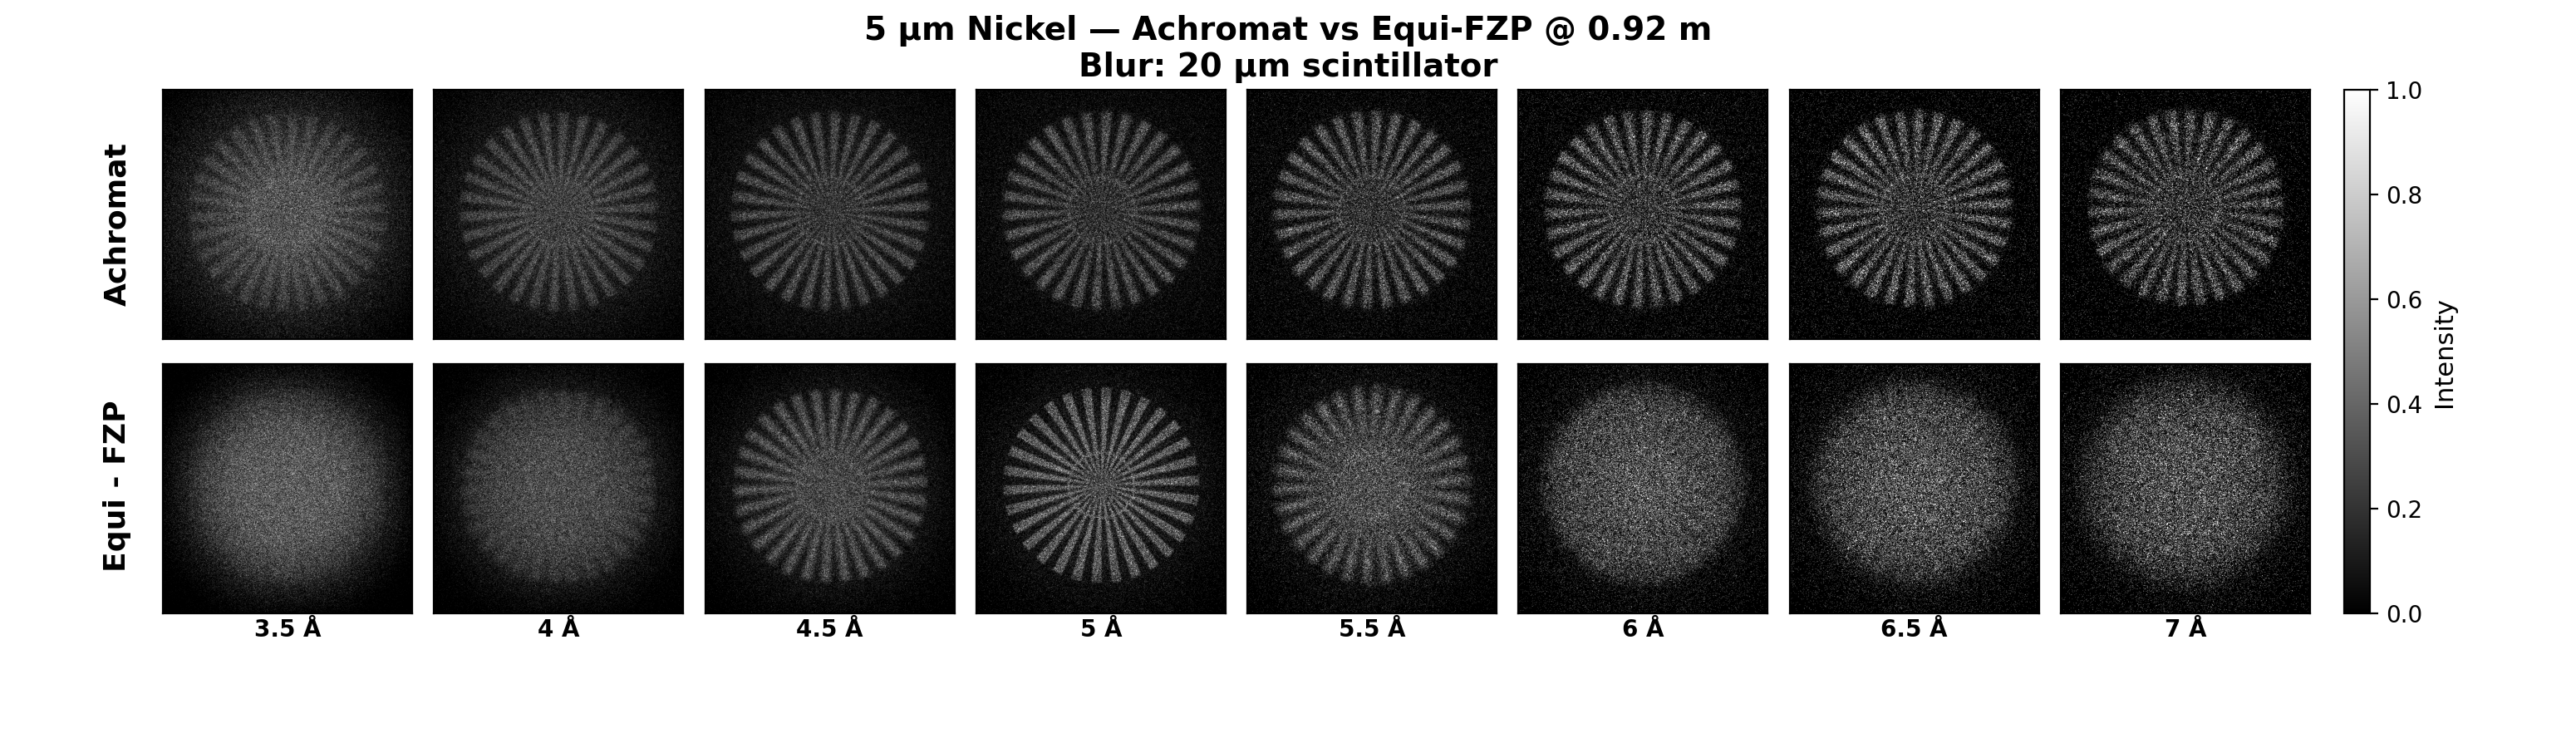 5 μm Nickel — Achromat vs Equi-FZP @ 0.92 m
Blur: 20 μm scintillator
Achromat
Equi - FZP
3.5 Å
4 Å
4.5 Å
5 Å
5.5 Å
6 Å
6.5 Å
7 Å
1.0
0.8
0.6
0.4
0.2
0.0
Intensity